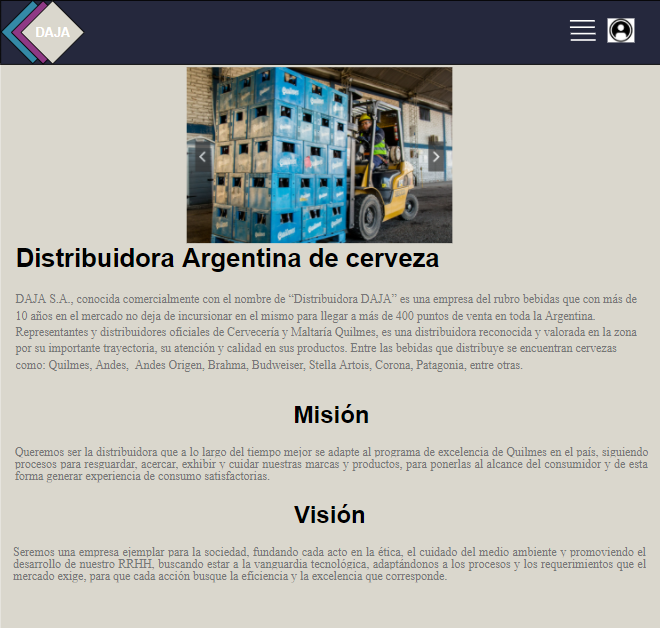 DAJA
Quilmes
Distribuidora Argentina de cerveza
DAJA S.A., conocida comercialmente con el nombre de “Distribuidora DAJA” es una empresa del rubro bebidas que con más de
10 años en el mercado no deja de incursionar en el mismo para llegar a más de 400 puntos de venta en toda la Argentina.
Representantes y distribuidores oficiales de Cervecería y Maltaría Quilmes, es una distribuidora reconocida y valorada en la zona
por su importante trayectoria, su atención y calidad en sus productos. Entre las bebidas que distribuye se encuentran cervezas
como: Quilmes, Andes, Andes Origen, Brahma, Budweiser, Stella Artois, Corona, Patagonia, entre otras.
Misión
Queremos ser la distribuidora que a lo largo del tiempo mejor se adapte al programa de excelencia de Quilmes en el país, siguiendo
procesos para resguardar, acercar, exhibir y cuidar nuestras marcas y productos, para ponerlas al alcance del consumidor y de esta
forma generar experiencia de consumo satisfactorias.
Visión
Seremos una empresa ejemplar para la sociedad, fundando cada acto en la ética, el cuidado del medio ambiente y promoviendo el
desarrollo de nuestro RRHH, buscando estar a la vanguardia tecnológica, adaptándonos a los procesos y los requerimientos que el
mercado exige, para que cada acción busque la eficiencia y la excelencia que corresponde.